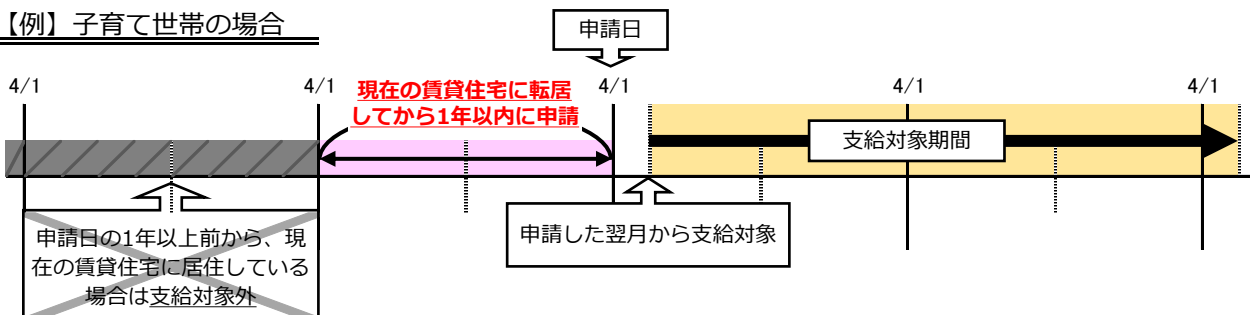 【例】子育て世帯の場合
申請日
4/1
4/1
4/1
4/1
4/1
現在の賃貸住宅に転居
してから1年以内に申請
支給対象期間
申請した翌月から支給対象
申請日の1年以上前から、現
在の賃貸住宅に居住している
場合は支給対象外